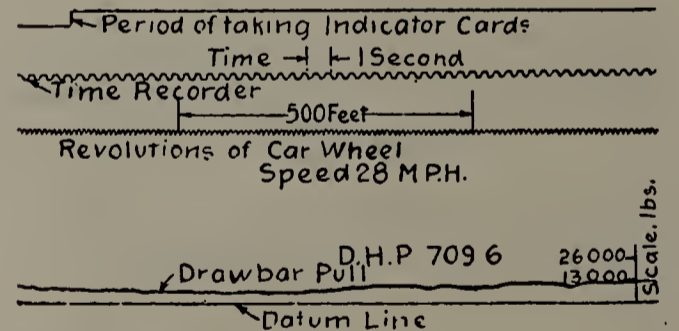 Period of taking Indicator Cards
Time 1 Second
Time Recorder
500 Feet
Revolutions of Car Wheel
Speed 28 M P.H.
Scale. lbs.
D.H.P 709 6
26000
Drawbar Pull
13000
Datum Line